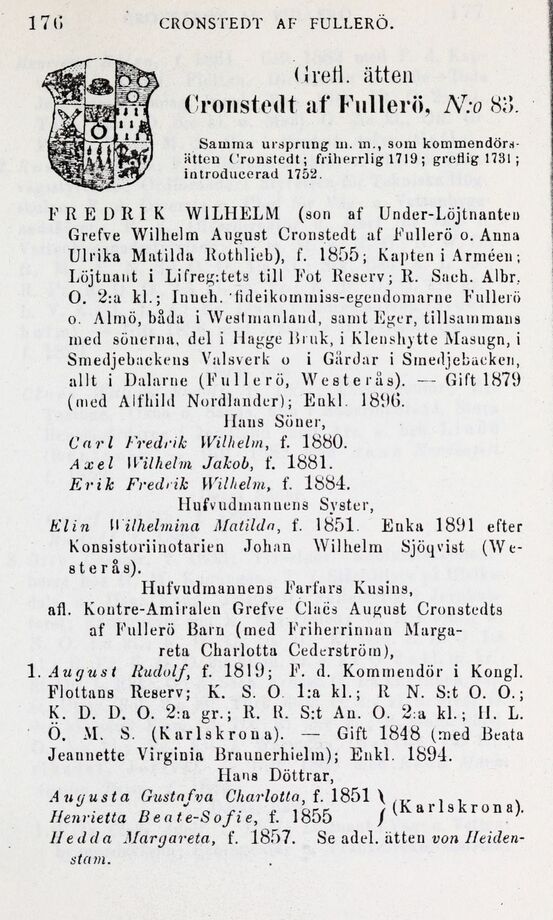 176 CRONSTEDT AF FULLERÖ.
Grefl. ätten
Cronstedt af Fullerö, N:o 83.
Samma ursprung m. m., som kommendörs-
ätten Cronstedt; friherrlig 1719; greflig 1731;
introducerad 1752.
FREDRIK WILHELM (son af Under-Löjtnanten
Grefve Wilhelm August Cronstedt af Fullerö o. Anna
Ulrika Matilda Rothlieb), f. 1855; Kapten i Arméen;
Löjtnant i Lifreg:tets till Fot Reserv; R. Sach. Albr.
O. 2:a kl.; Inneh. fideikommiss-egendomarne Fullerö
o. Almö, båda i Westmanland, samt Eger, tillsammans
med sönerna, del i Hagge Bruk, i Klenshytte Masugn, i
Smedjebackens Valsverk o i Gårdar i Smedjebacken,
allt i Dalarne (Fullerö, Westerås). — Gift 1879
(med Alfhild Nordlander); Enkl. 1896.
Hans Söner,
Carl Fredrik Wilhelm, f. 1880.
Axel Wilhelm Jakob, f. 1881.
Erik Fredrik Wilhelm, f. 1884.
Hufvudmannens Syster,
Elin Wilhelmina Matilda, f. 1851. Enka 1891 efter
Konsistoriinotarien Johan Wilhelm Sjöqvist (We-
sterås).
Hufvudmannens Farfars Kusins,
afl. Kontre-Amiralen Grefve Claës August Cronstedts
af Fullerö Barn (med Friherrinnan Marga-
reta Charlotta Cederström),
1. August Rudolf, f. 1819; F. d. Kommendör i Kongl.
Flottans Reserv; K. S. O. 1:a kl.; R N. S:t O. O.;
K. D. D. O. 2:a gr.; R. R. S:t An. O. 2:a kl.; H. L.
Ö. M. S. (Karlskrona). — Gift 1848 (med Beata
Jeannette Virginia Braunerhielm); Enkl. 1894.
Hans Döttrar,
Augusta Gustafva Charlotta, f. 1851
Henrietta Beate-Sofie, f. 1855 (Karlskrona).
Hedda Margareta, f. 1857. Se adel. ätten von Heiden-
stam.